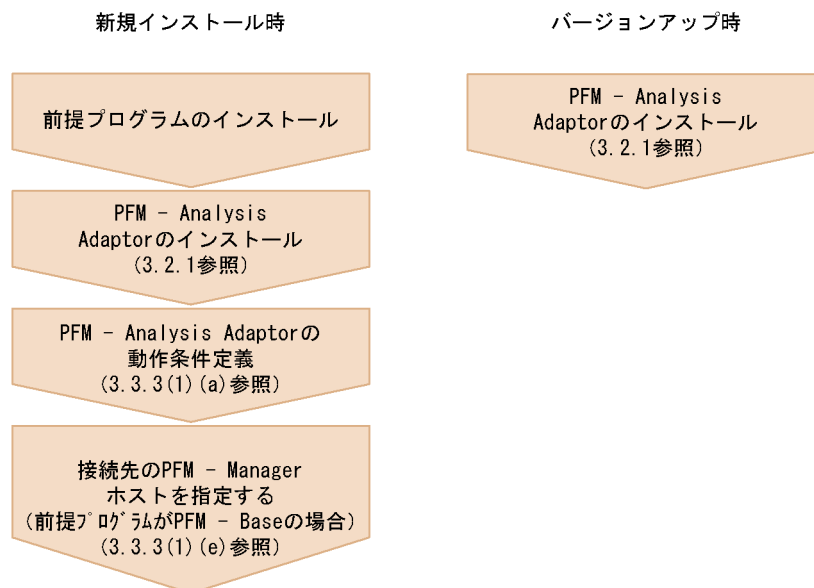 新規インストール時
前提プログラムのインストール
PFM - Analysis
Adaptorのインストール
(3.2.1参照)
PFM - Analysis Adaptorの
動作条件定義
(3.3.3(1)(a)参照)
接続先のPFM - Manager
ホストを指定する
(前提ﾌﾟﾛｸﾞﾗﾑがPFM - Baseの場合)
(3.3.3(1)(e)参照)
バージョンアップ時
PFM - Analysis
Adaptorのインストール
(3.2.1参照)